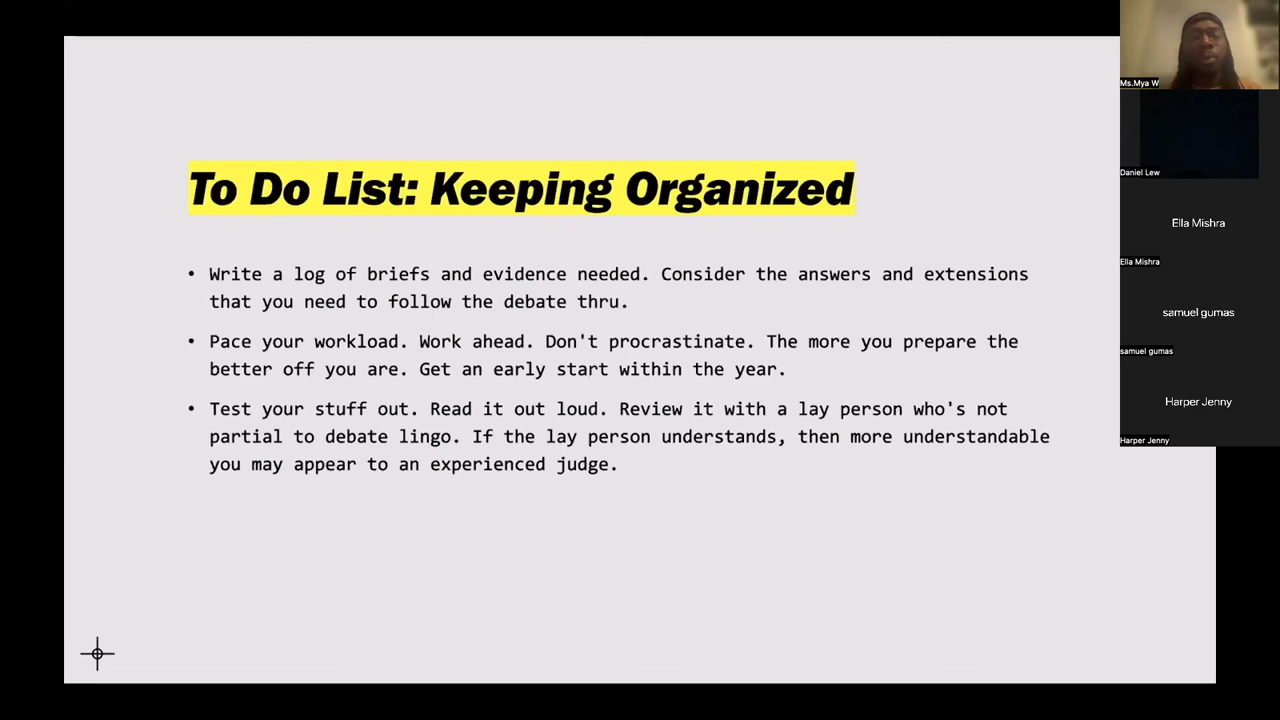 To Do List: Keeping Organized
• Write a log of briefs and evidence needed. Consider the answers and extensions
that you need to follow the debate thru.
• Pace your workload. Work ahead. Don't procrastinate. The more you prepare the
better off you are. Get an early start within the year.
• Test your stuff out. Read it out loud. Review it with a lay person who's not
partial to debate lingo. If the lay person understands, then more understandable
you may appear to an experienced judge.
Ms.Mya W
Daniel Lew
Ella Mishra
Ella Mishra
samuel gumas
samuel gumas
Harper Jenny
Harper Jenny